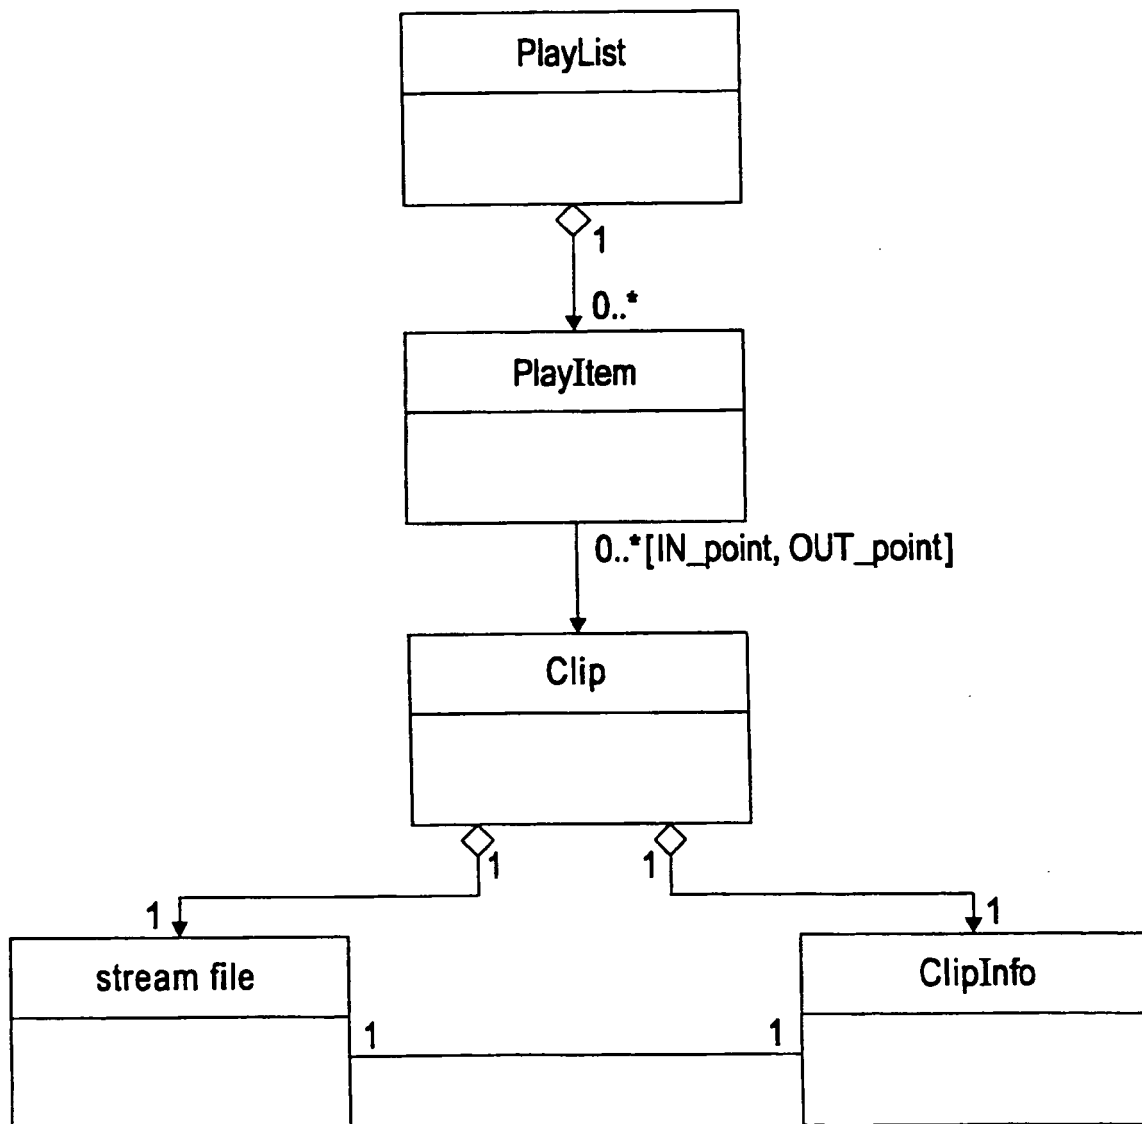 PlayList
1
0..*
PlayItem
0..*[IN_point, OUT_point]
Clip
1
1
1
1
stream file
ClipInfo
1
1